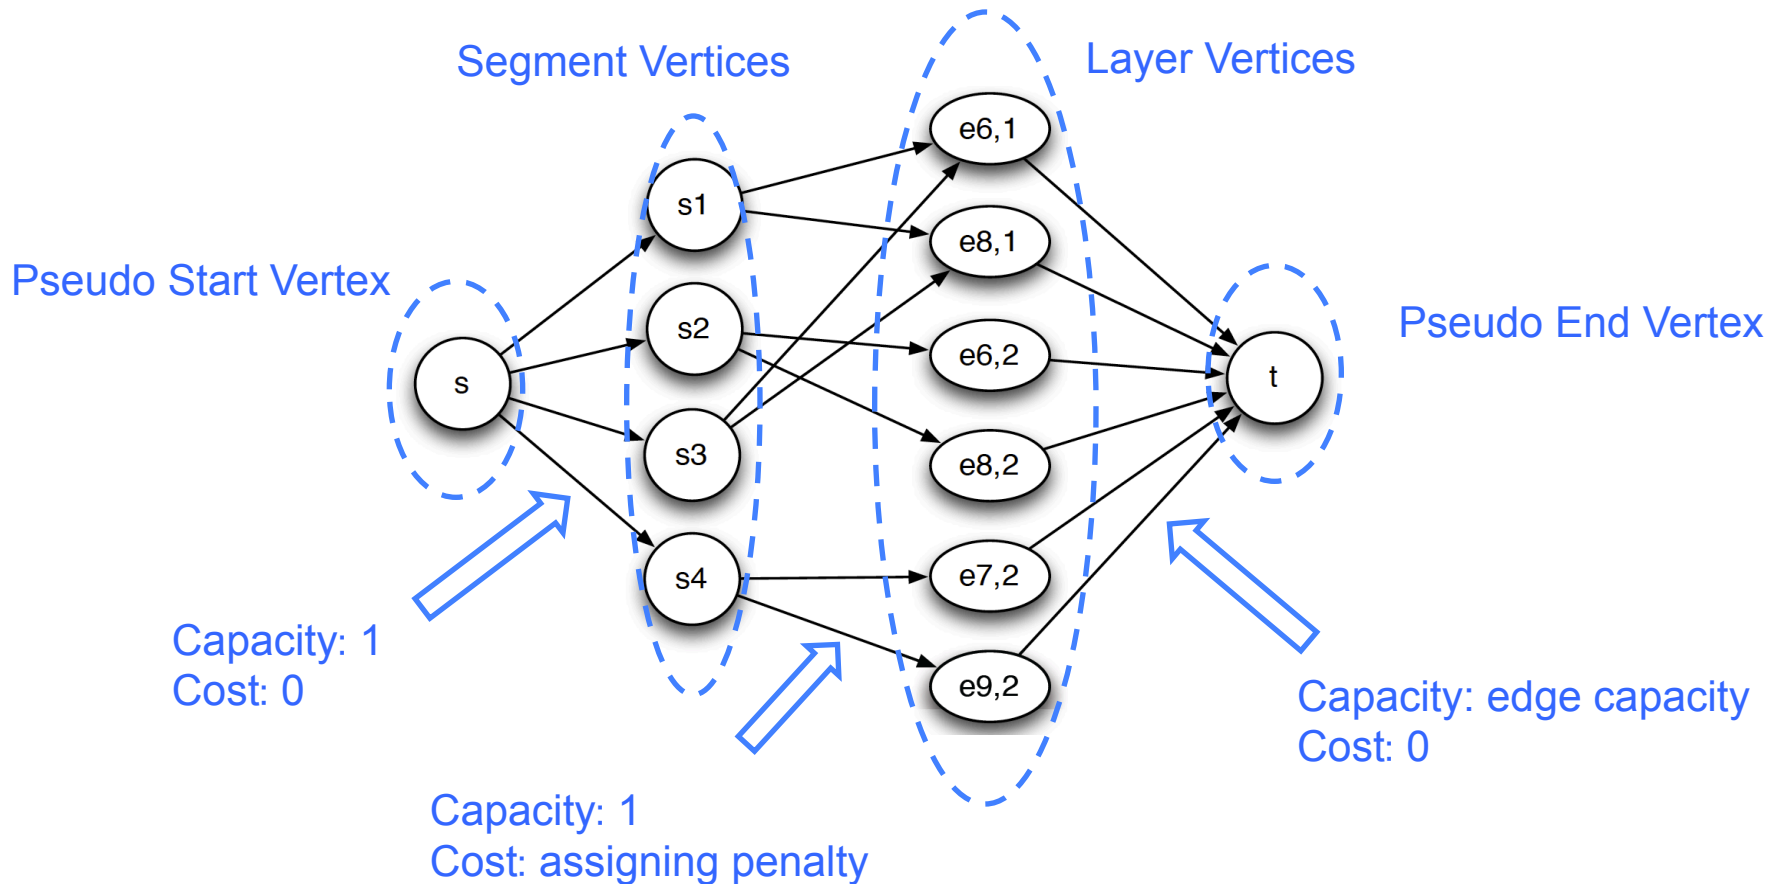 Segment Vertices
Layer Vertices
e6,1
s1
e8,1
Pseudo Start Vertex
s2
e6,2
Pseudo End Vertex
s
t
s3
e8,2
s4
e7,2
e9,2
Capacity: 1
Cost: 0
Capacity: edge capacity
Cost: 0
Capacity: 1
Cost: assigning penalty